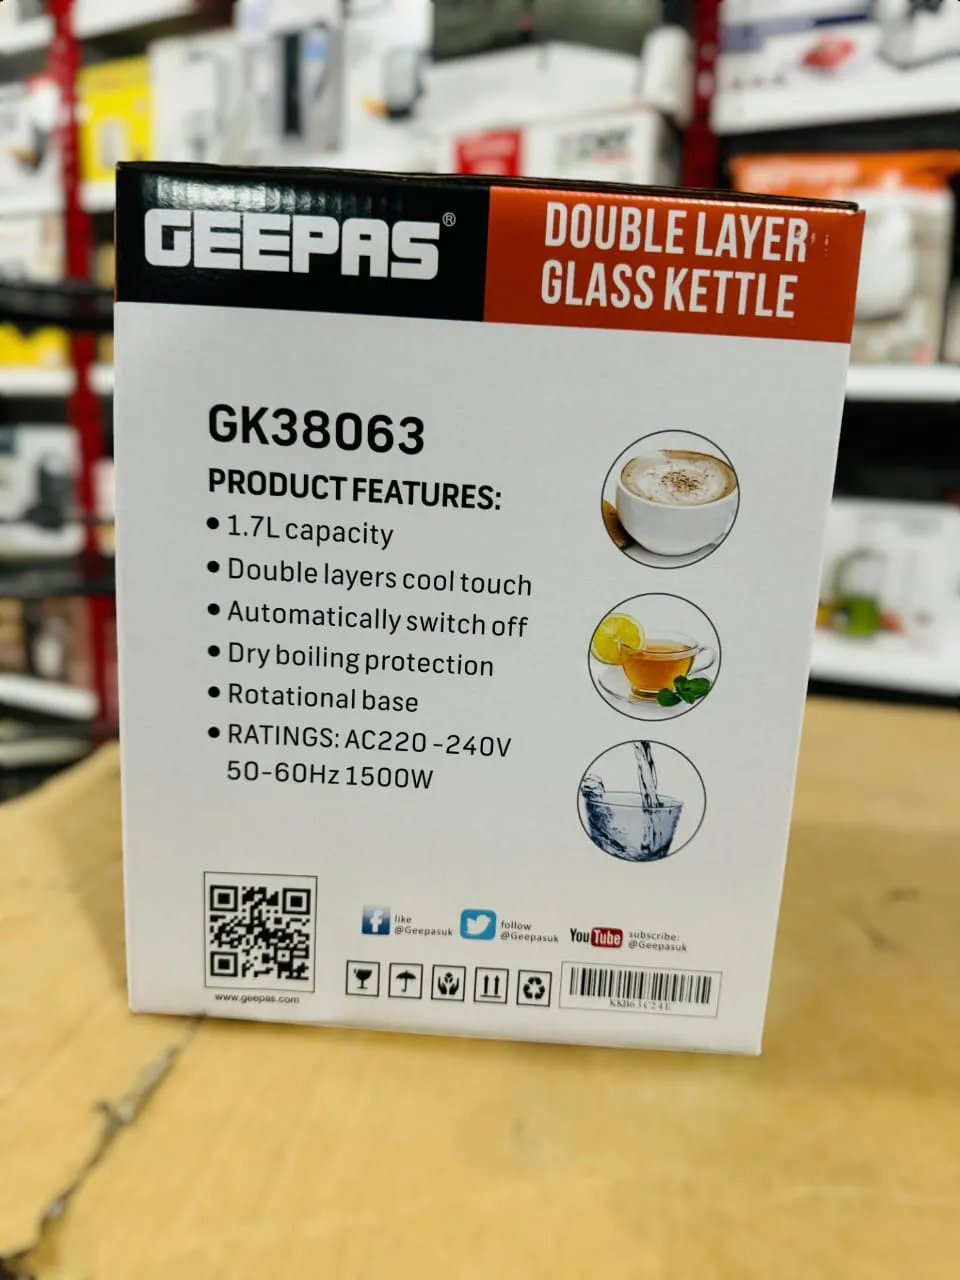 GEEPAS®
DOUBLE LAYER
GLASS KETTLE
GK38063
PRODUCT FEATURES:
• 1.7L capacity
• Double layers cool touch
• Automatically switch off
• Dry boiling protection
• Rotational base
• RATINGS: AC220 -240V
50-60Hz 1500W
www.geepas.com
like
@Geepasuk
follow
@Geepasuk
YouTube
subscribe:
@Geepasuk